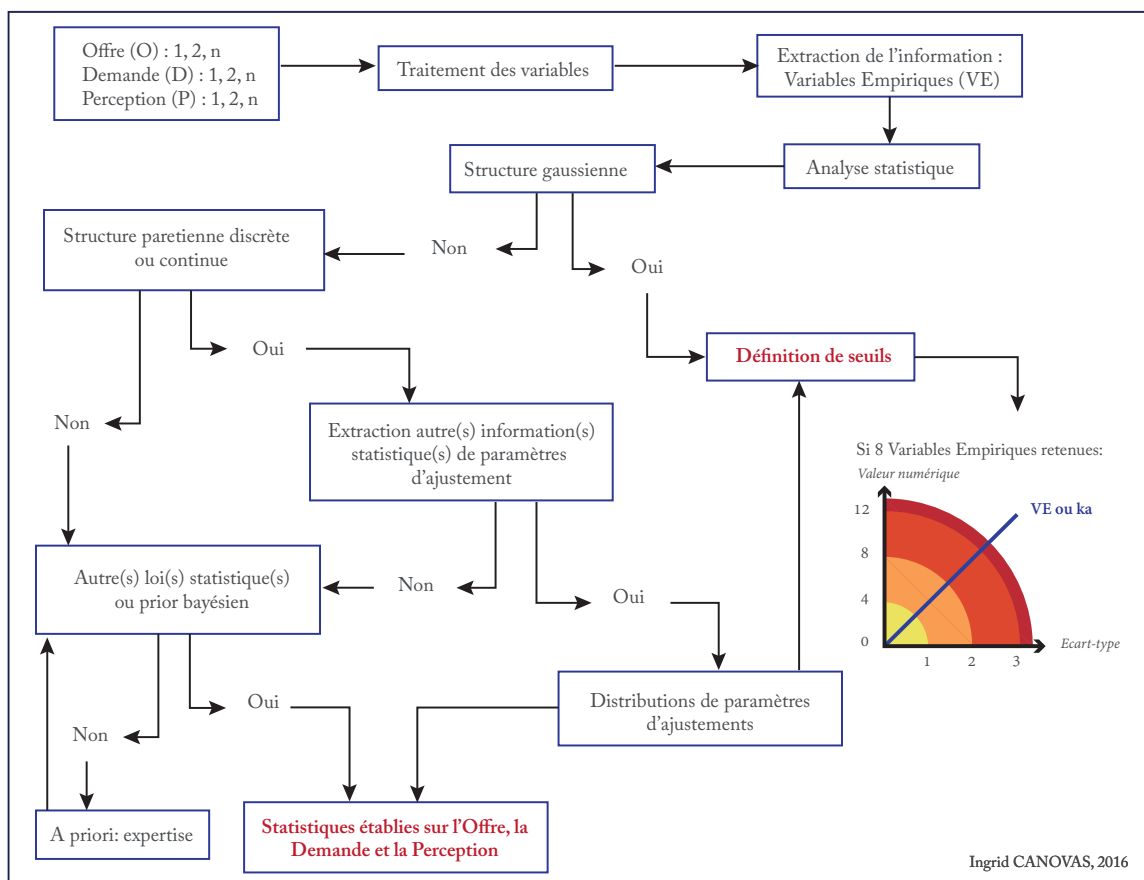 Offre (O) : 1, 2, n
Demande (D) : 1, 2, n
Perception (P) : 1, 2, n
Traitement des variables
Extraction de l'information :
Variables Empiriques (VE)
Structure gaussienne
Analyse statistique
Structure paretienne discrète
ou continue
Non
Oui
Oui
Définition de seuils
Non
Extraction autre(s) information(s)
statistique(s) de paramètres
d'ajustement
Si 8 Variables Empiriques retenues:
Valeur numérique
12
8
4
0
VE ou ka
1
2
3
Ecart-type
Autre(s) loi(s) statistique(s)
ou prior bayésien
Non
Oui
Oui
Non
Distributions de paramètres
d'ajustements
A priori: expertise
Statistiques établies sur l'Offre, la
Demande et la Perception
Ingrid CANOVAS, 2016